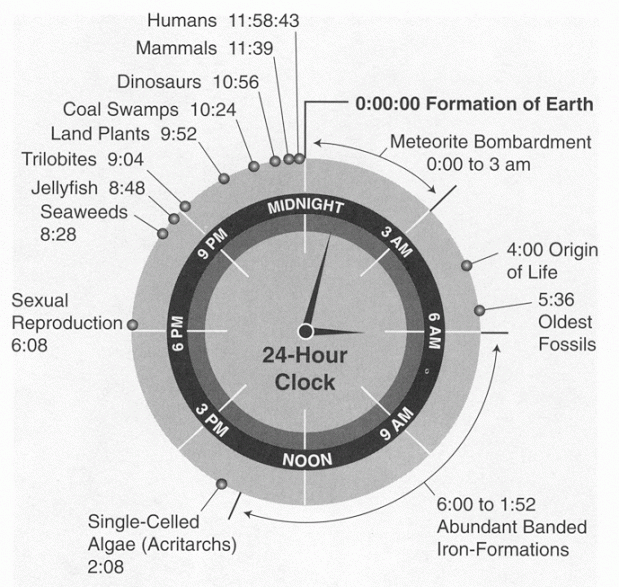 Humans 11:58:43
Mammals 11:39
Dinosaurs 10:56
Coal Swamps 10:24
Land Plants 9:52
Trilobites 9:04
Jellyfish 8:48
Seaweeds
8:28
Sexual
Reproduction
6:08
Single-Celled
Algae (Acritarchs)
2:08
0:00:00 Formation of Earth
Meteorite Bombardment
0:00 to 3 am
4:00 Origin
of Life
5:36
Oldest
Fossils
6:00 to 1:52
Abundant Banded
Iron-Formations
MIDNIGHT
3 AM
6 AM
9 AM
NOON
3 PM
6 PM
9 PM
24-Hour
Clock